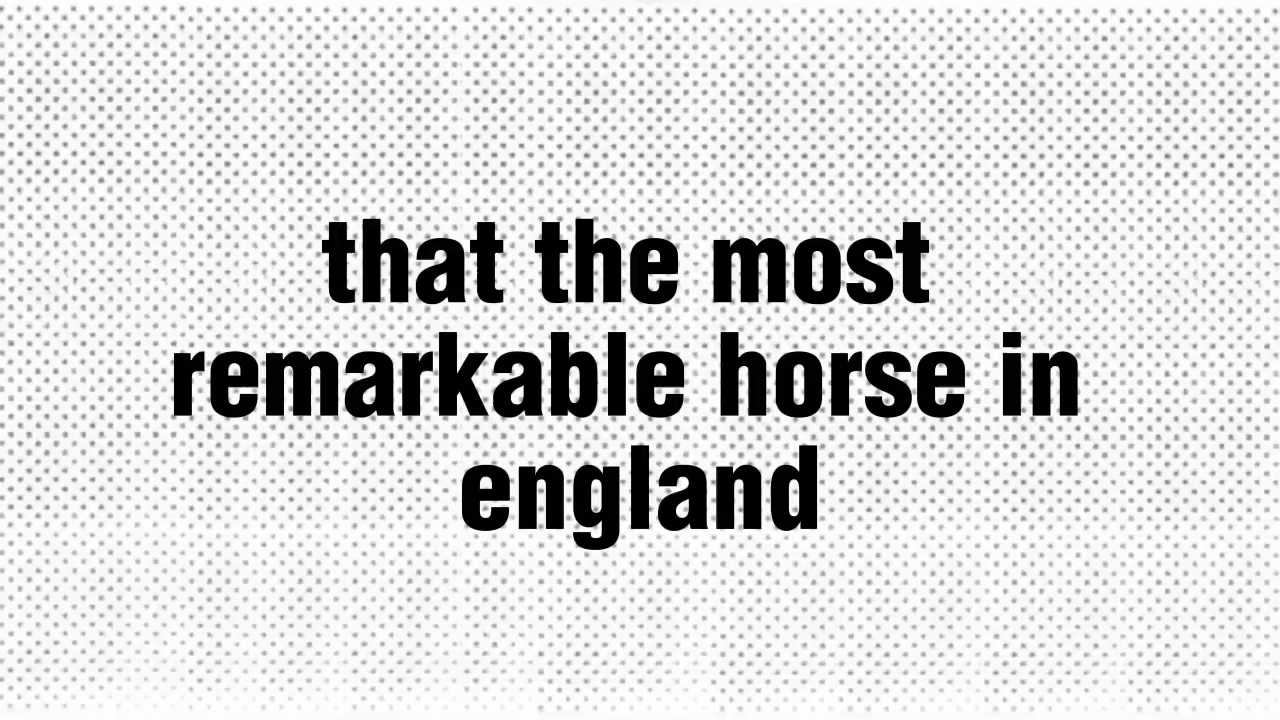 that the most
remarkable horse in
england